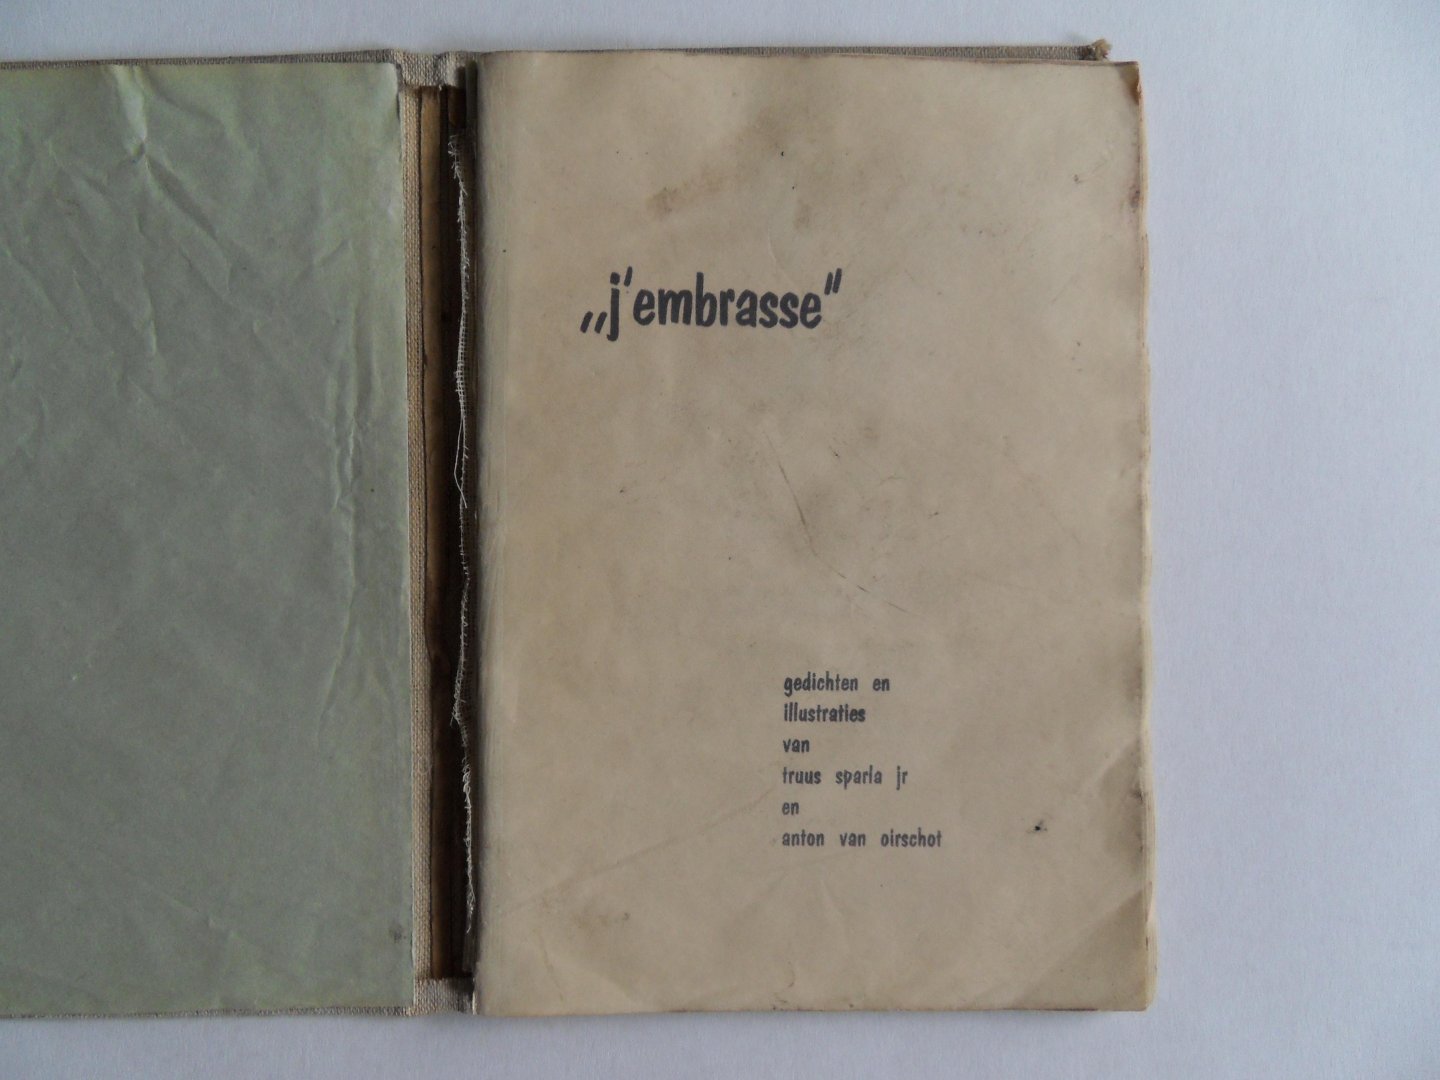 „j'embrasse"
gedichten en
illustraties
van
truus sparla jr
en
anton van oirschot